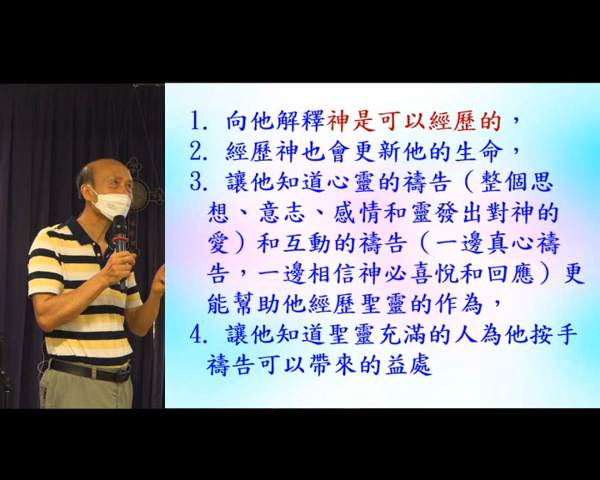 1. 向他解釋神是可以經歷的，
2. 經歷神也會更新他的生命，
3. 讓他知道心靈的禱告（整個思
想、意志、感情和靈發出對神的
愛）和互動的禱告（一邊真心禱
告，一邊相信神必喜悅和回應）更
能幫助他經歷聖靈的作為，
4. 讓他知道聖靈充滿的人為他按手
禱告可以帶來的益處